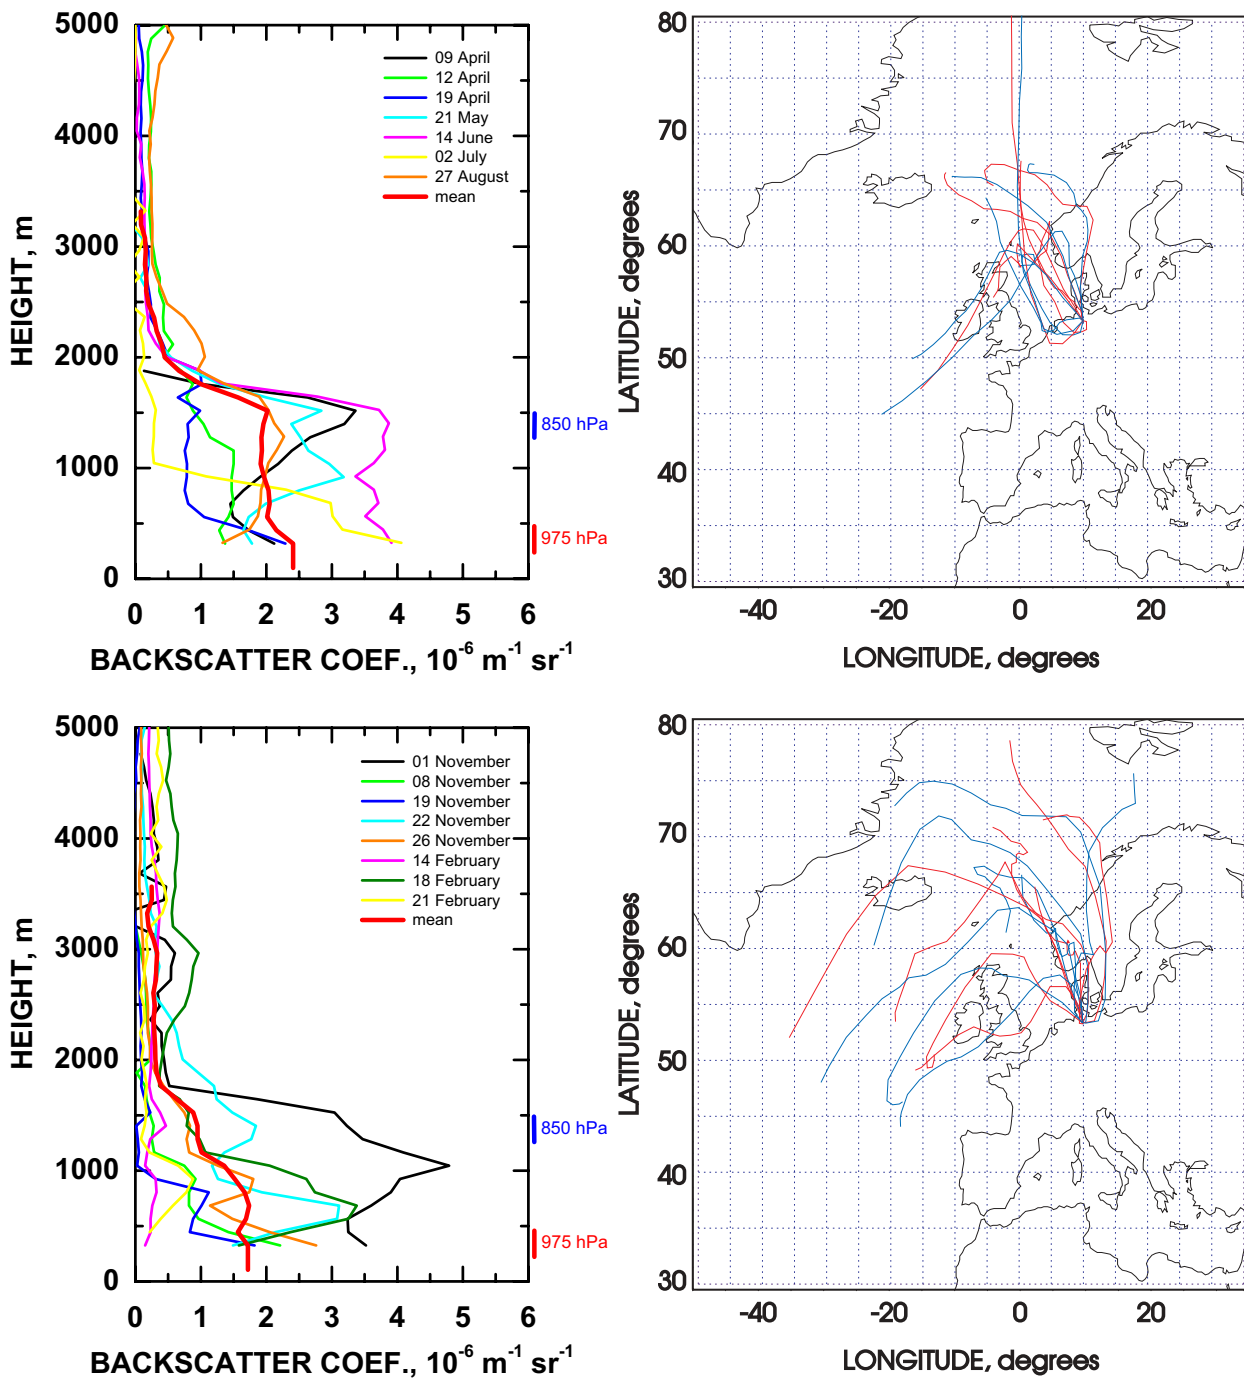 5000
4000
3000
2000
1000
0
HEIGHT, m
09 April
12 April
19 April
21 May
14 June
02 July
27 August
mean
850 hPa
975 hPa
0 1 2 3 4 5 6
BACKSCATTER COEF., 10⁻⁶ m⁻¹ sr⁻¹
80
70
60
50
40
30
LATITUDE, degrees
-40 -20 0 20
LONGITUDE, degrees
5000
4000
3000
2000
1000
0
HEIGHT, m
01 November
08 November
19 November
22 November
26 November
14 February
18 February
21 February
mean
850 hPa
975 hPa
0 1 2 3 4 5 6
BACKSCATTER COEF., 10⁻⁶ m⁻¹ sr⁻¹
80
70
60
50
40
30
LATITUDE, degrees
-40 -20 0 20
LONGITUDE, degrees